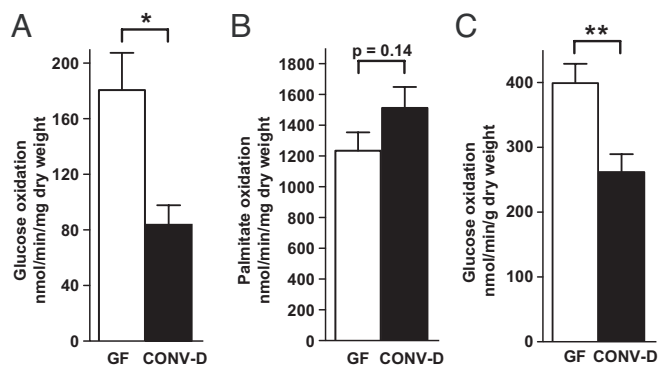 A
*
Glucose oxidation
nmol/min/mg dry weight
200
160
120
80
40
0
GF CONV-D
B
p = 0.14
Palmitate oxidation
nmol/min/mg dry weight
1800
1600
1400
1200
1000
800
600
400
200
0
GF CONV-D
C
**
Glucose oxidation
nmol/min/g dry weight
400
300
200
100
0
GF CONV-D